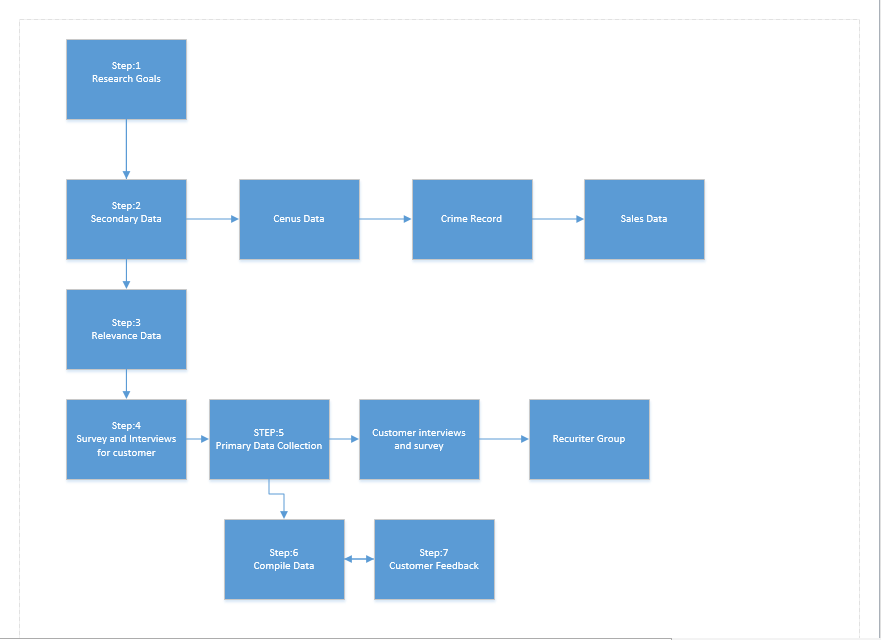 Step:1
Research Goals
Step:2
Secondary Data
Cenus Data
Crime Record
Sales Data
Step:3
Relevance Data
Step:4
Survey and Interviews
for customer
STEP:5
Primary Data Collection
Customer interviews
and survey
Recuriter Group
Step:6
Compile Data
Step:7
Customer Feedback